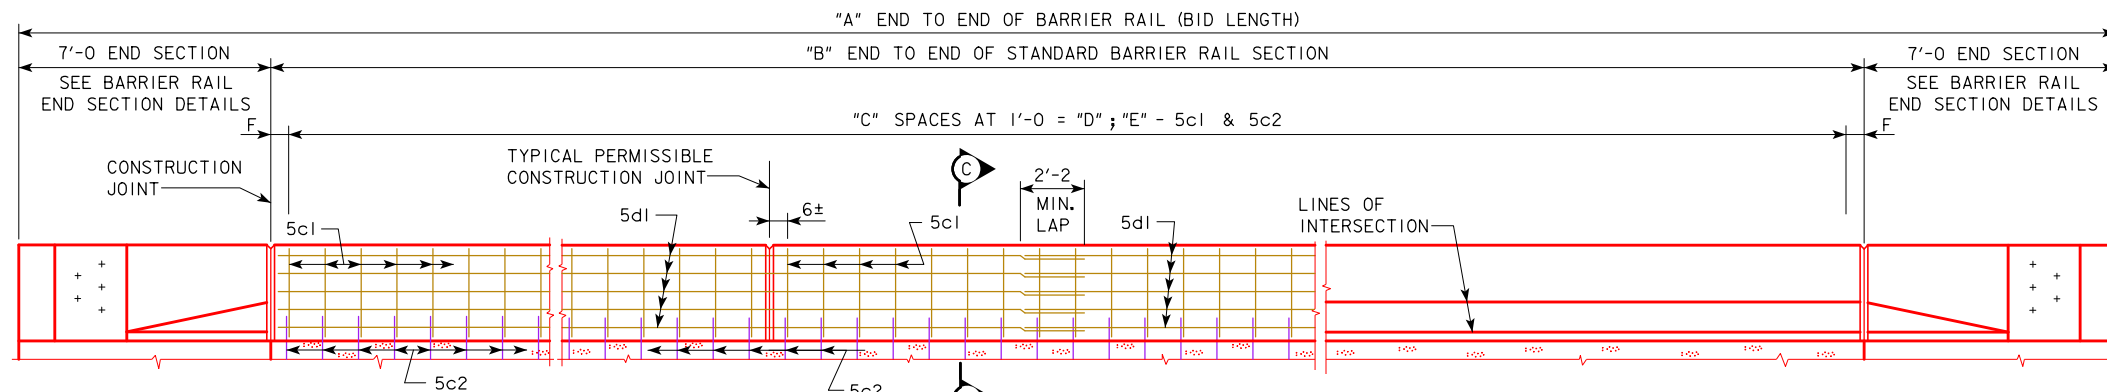 "A" END TO END OF BARRIER RAIL (BID LENGTH)
7'-0 END SECTION
"B" END TO END OF STANDARD BARRIER RAIL SECTION
7'-0 END SECTION
SEE BARRIER RAIL
END SECTION DETAILS
SEE BARRIER RAIL
END SECTION DETAILS
F
"C" SPACES AT 1'-0 = "D" ; "E" - 5c1 & 5c2
F
CONSTRUCTION
JOINT
TYPICAL PERMISSIBLE
CONSTRUCTION JOINT
C
2'-2
MIN.
LAP
LINES OF
INTERSECTION
5c1
5d1
6±
5c1
5d1
5c2
5c2